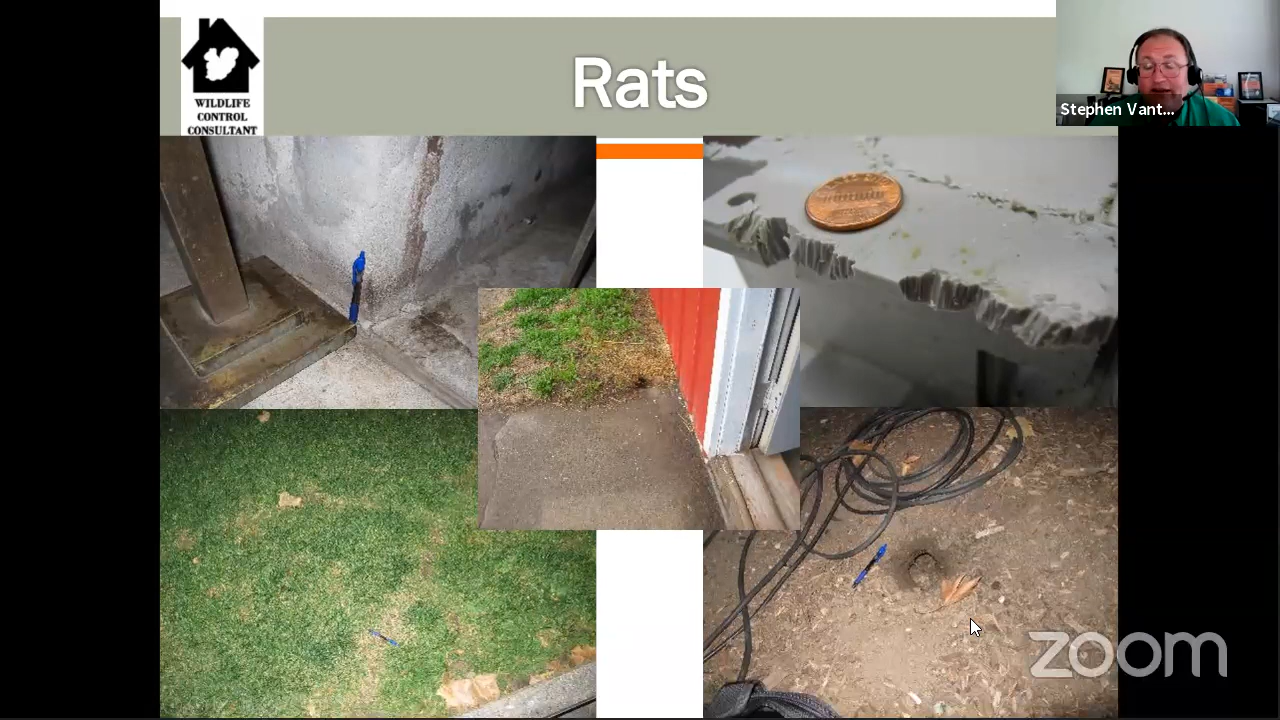 Rats
WILDLIFE
CONTROL
CONSULTANT
Stephen Vant...
zoom